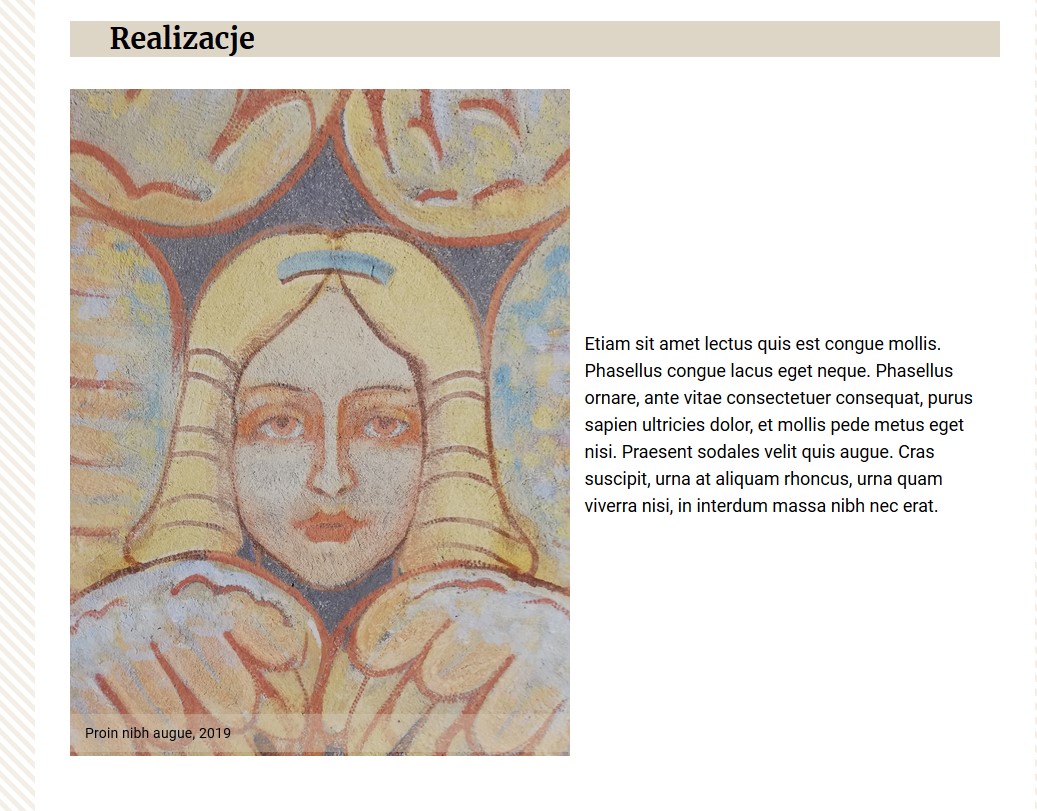 Realizacje
Etiam sit amet lectus quis est congue mollis.
Phasellus congue lacus eget neque. Phasellus
ornare, ante vitae consectetuer consequat, purus
sapien ultricies dolor, et mollis pede metus eget
nisi. Praesent sodales velit quis augue. Cras
suscipit, urna at aliquam rhoncus, urna quam
viverra nisi, in interdum massa nibh nec erat.
Proin nibh augue, 2019